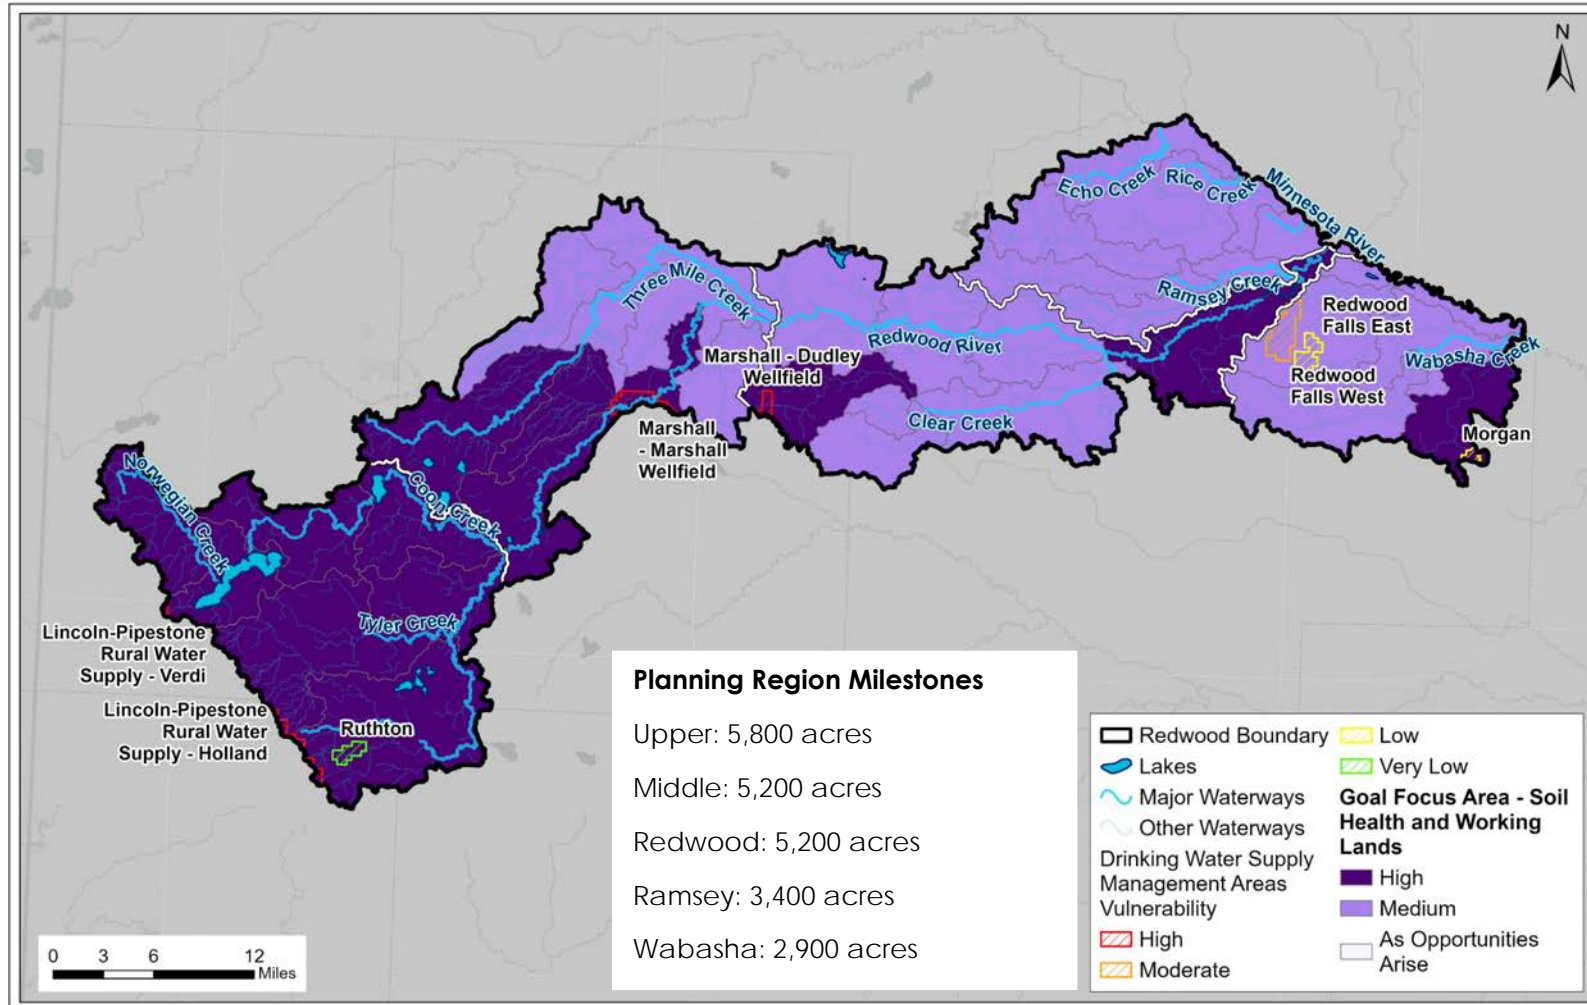 N
Echo Creek
Rice Creek
Minnesota River
Three Mile Creek
Ramsey Creek
Redwood
Falls East
Redwood River
Marshall - Dudley
Wellfield
Wabasha Creek
Redwood
Falls West
Clear Creek
Marshall
- Marshall
Wellfield
Morgan
Norwegian Creek
Coon Creek
Tyler Creek
Lincoln-Pipestone
Rural Water
Supply - Verdi
Lincoln-Pipestone
Rural Water
Supply - Holland
Ruthton
Planning Region Milestones
Upper: 5,800 acres
Middle: 5,200 acres
Redwood: 5,200 acres
Ramsey: 3,400 acres
Wabasha: 2,900 acres
Redwood Boundary
Lakes
Major Waterways
Other Waterways
Drinking Water Supply
Management Areas
Vulnerability
High
Moderate
Low
Very Low
Goal Focus Area - Soil
Health and Working
Lands
High
Medium
As Opportunities
Arise
0 3 6 12
Miles